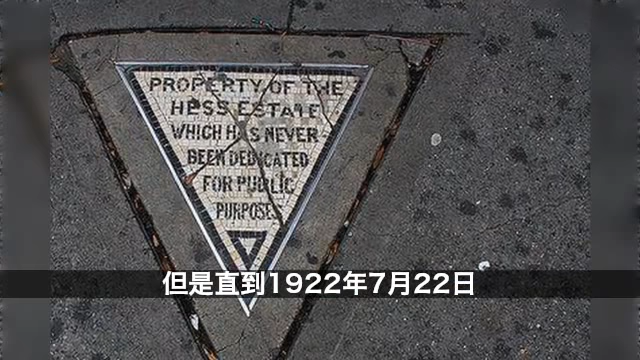 PROPERTY OF THE
HESS ESTATE
WHICH HAS NEVER
BEEN DEDICATED
FOR PUBLIC
PURPOSES
但是直到1922年7月22日